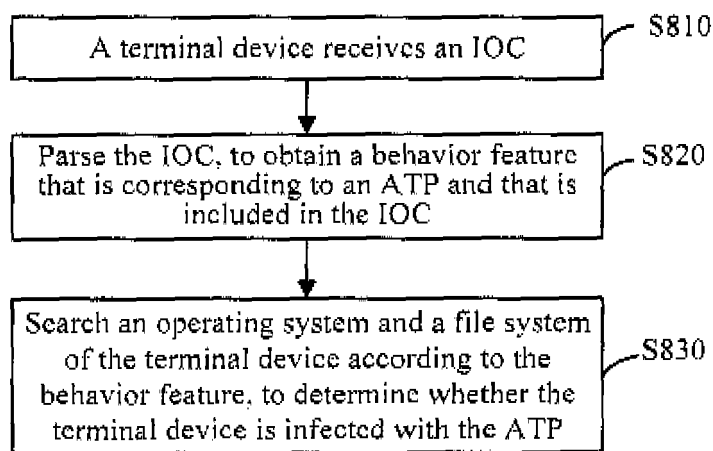 A terminal device receives an IOC
S810
Parse the IOC, to obtain a behavior feature
that is corresponding to an ATP and that is
included in the IOC
S820
Search an operating system and a file system
of the terminal device according to the
behavior feature, to determine whether the
terminal device is infected with the ATP
S830